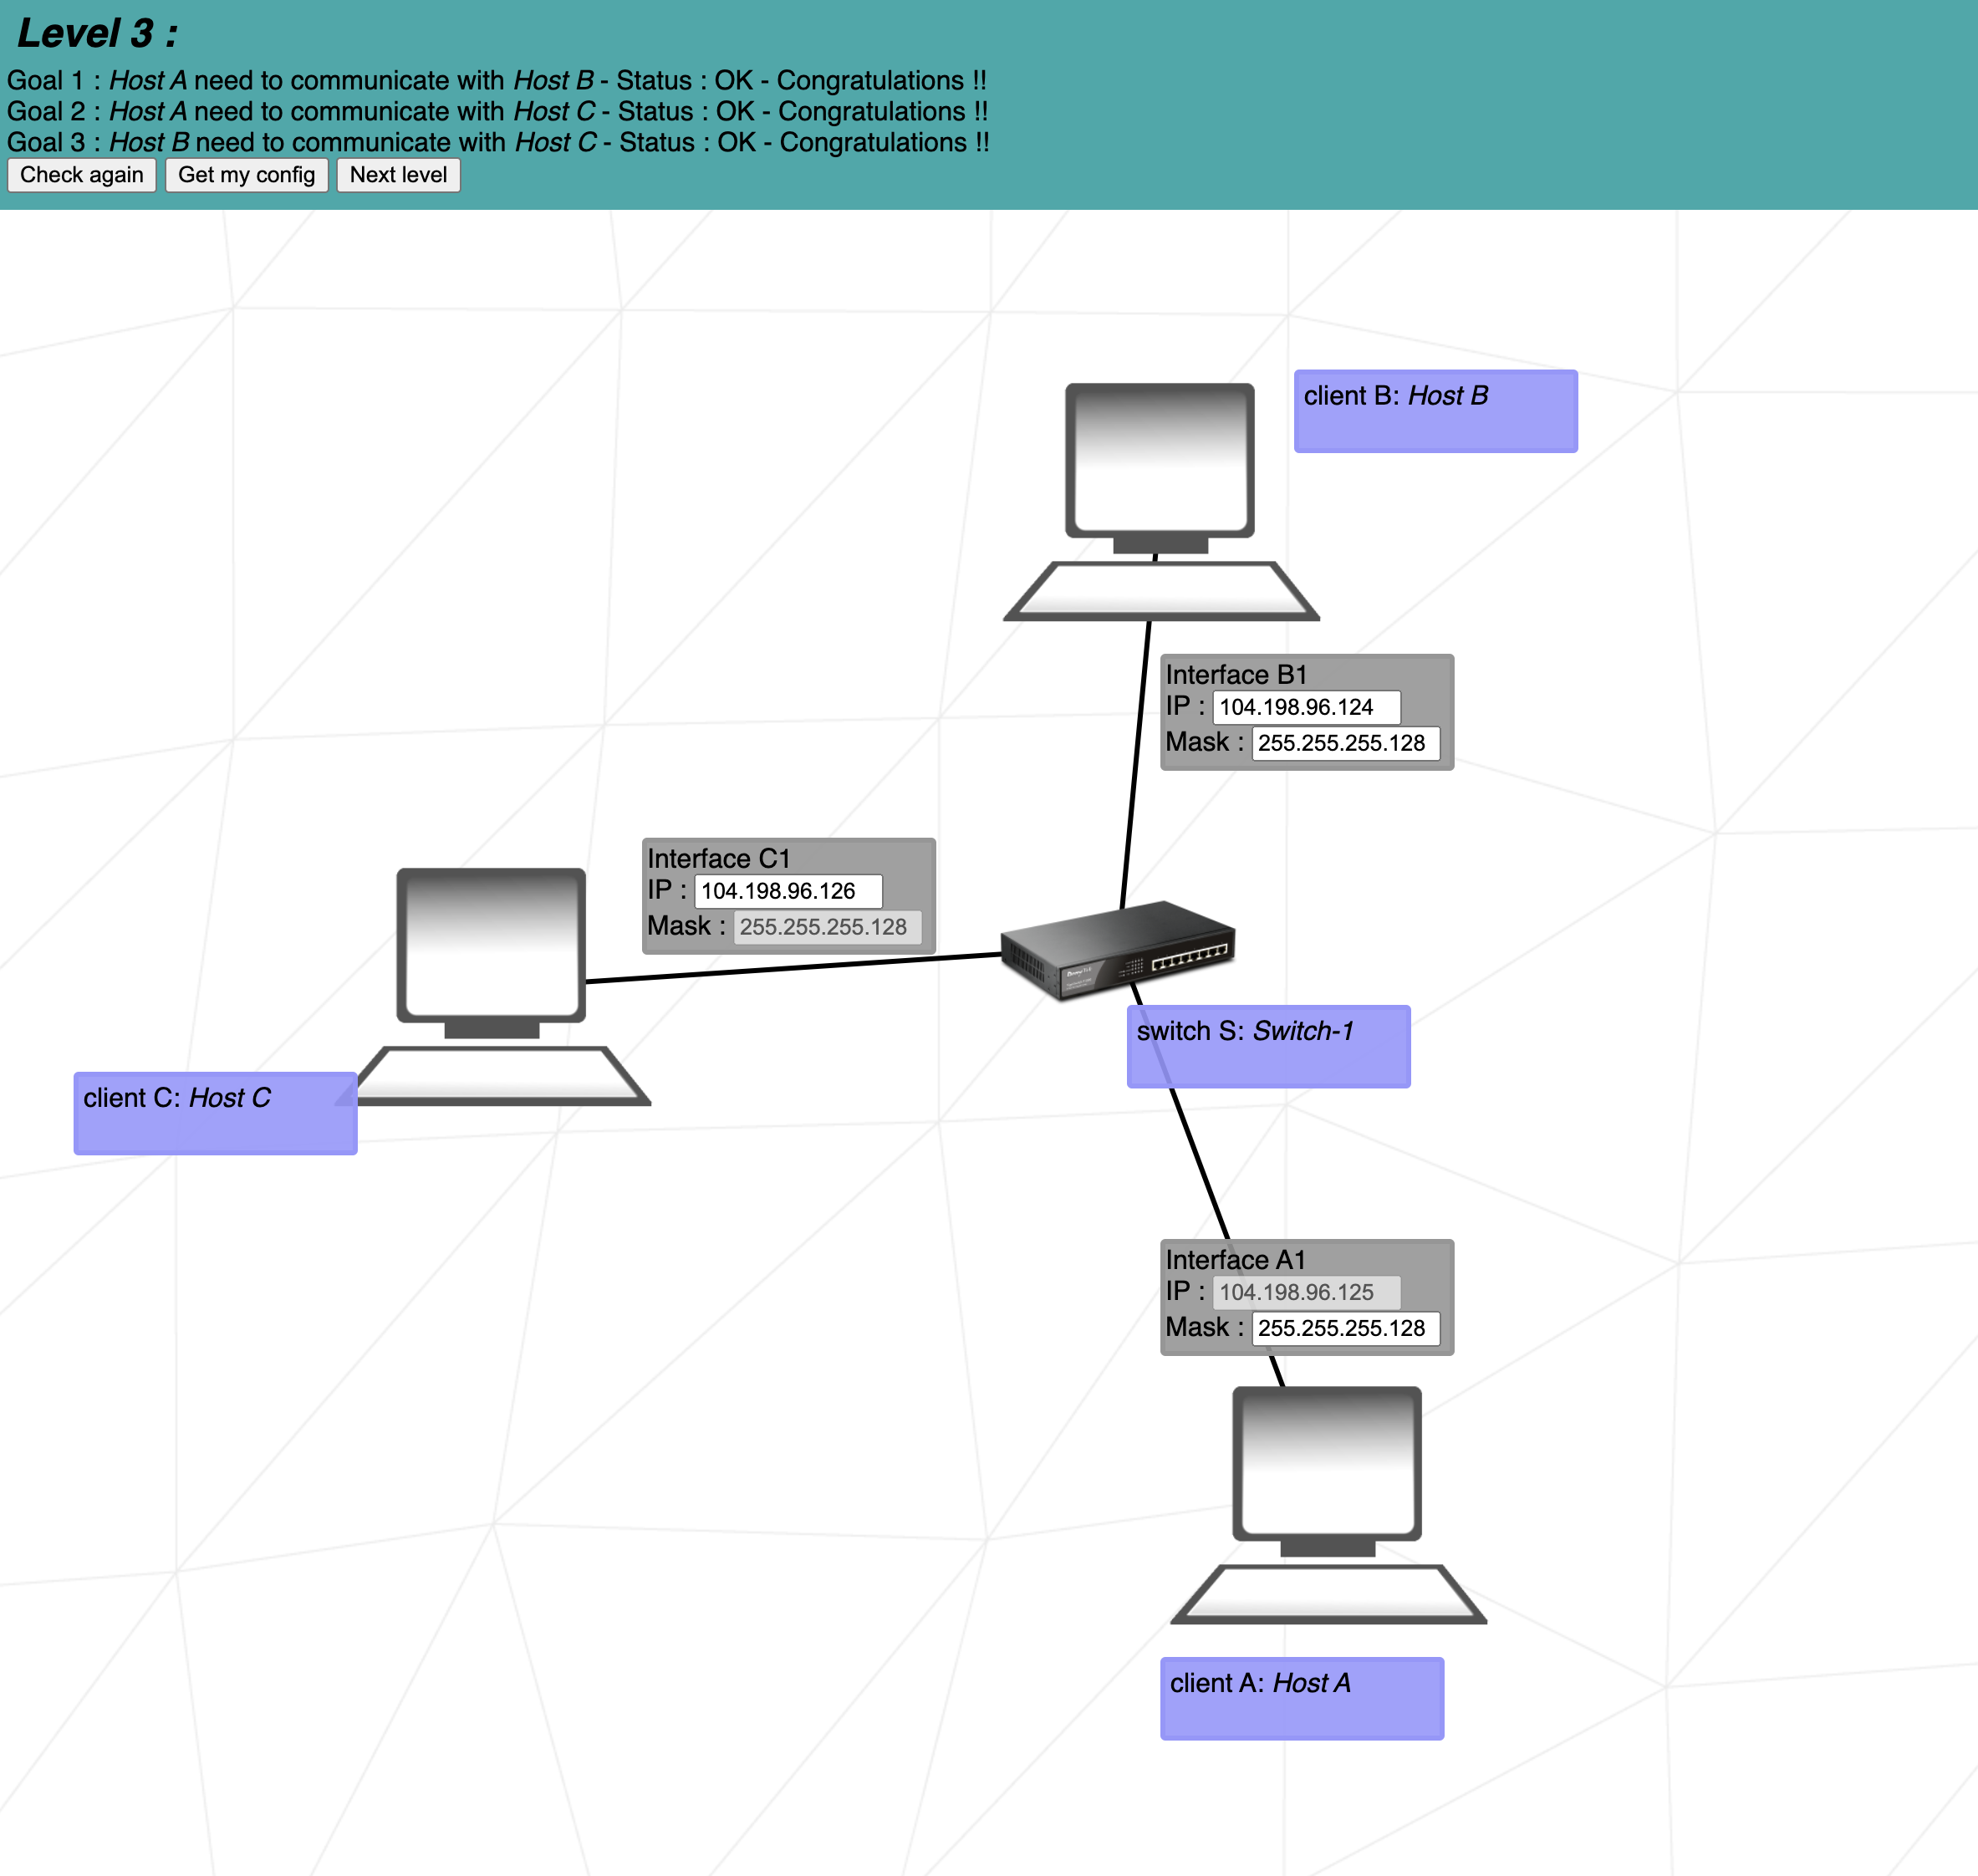 Level 3 :
Goal 1 : Host A need to communicate with Host B - Status : OK - Congratulations !!
Goal 2 : Host A need to communicate with Host C - Status : OK - Congratulations !!
Goal 3 : Host B need to communicate with Host C - Status : OK - Congratulations !!
Check again Get my config Next level
client B: Host B
Interface B1
IP : 104.198.96.124
Mask : 255.255.255.128
Interface C1
IP : 104.198.96.126
Mask : 255.255.255.128
switch S: Switch-1
client C: Host C
Interface A1
IP : 104.198.96.125
Mask : 255.255.255.128
client A: Host A